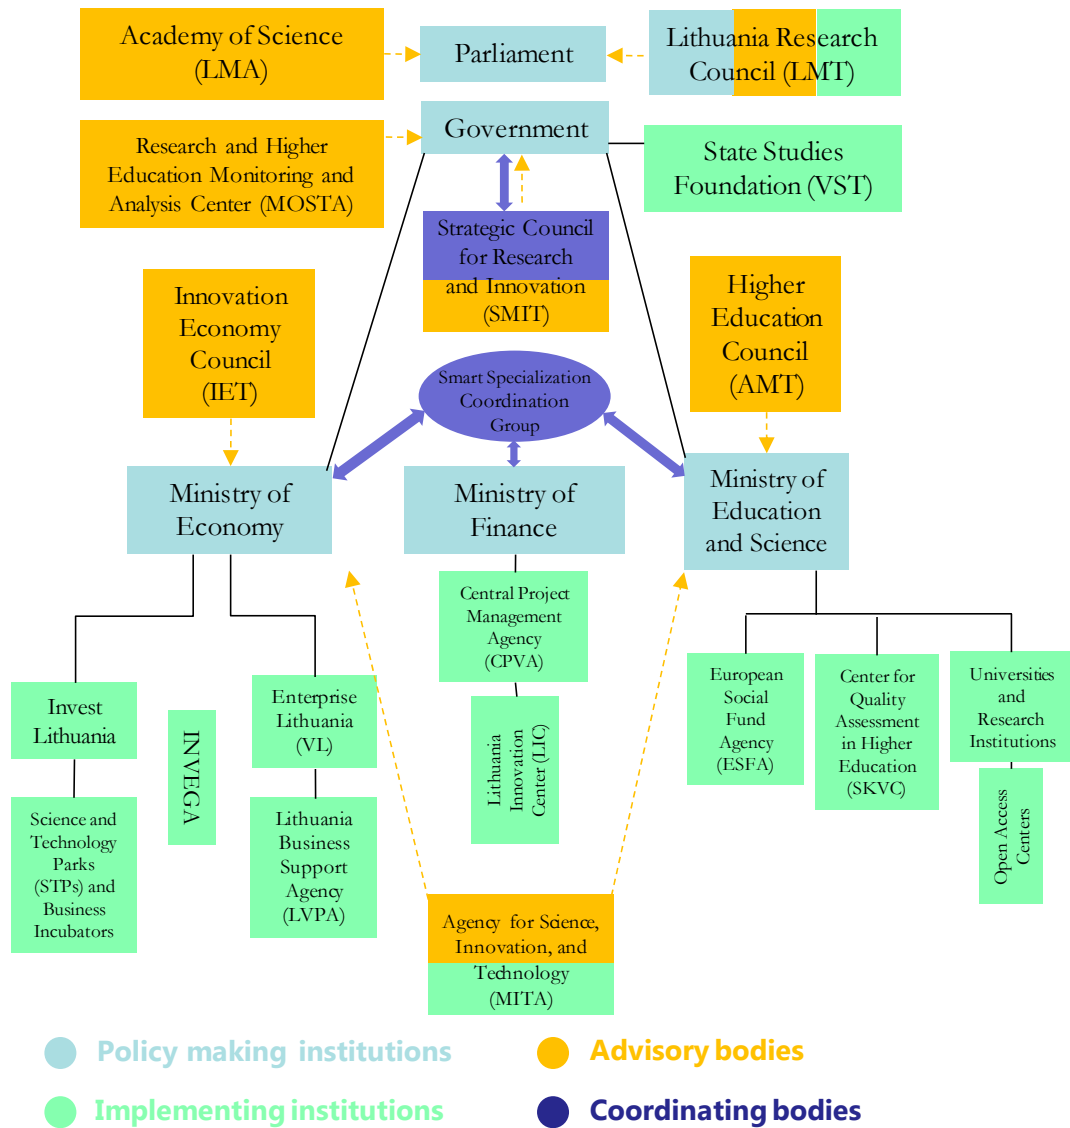 Academy of Science
(LMA)
Parliament
Lithuania Research
Council (LMT)
Government
Research and Higher
Education Monitoring and
Analysis Center (MOSTA)
State Studies
Foundation (VST)
Strategic Council
for Research
and Innovation
(SMIT)
Innovation
Economy
Council
(IET)
Higher
Education
Council
(AMT)
Smart Specialization
Coordination
Group
Ministry of
Economy
Ministry of
Finance
Ministry of
Education
and Science
Central Project
Management
Agency
(CPVA)
Invest
Lithuania
INVEGA
Enterprise
Lithuania
(VL)
Lithuania
Innovation
Center (LIC)
European
Social
Fund
Agency
(ESFA)
Center for
Quality
Assessment
in Higher
Education
(SKVC)
Universities
and
Research
Institutions
Science and
Technology
Parks
(STPs) and
Business
Incubators
Lithuania
Business
Support
Agency
(LVPA)
Open Access
Centers
Agency for Science,
Innovation, and
Technology
(MITA)
Policy making institutions
Advisory bodies
Implementing institutions
Coordinating bodies